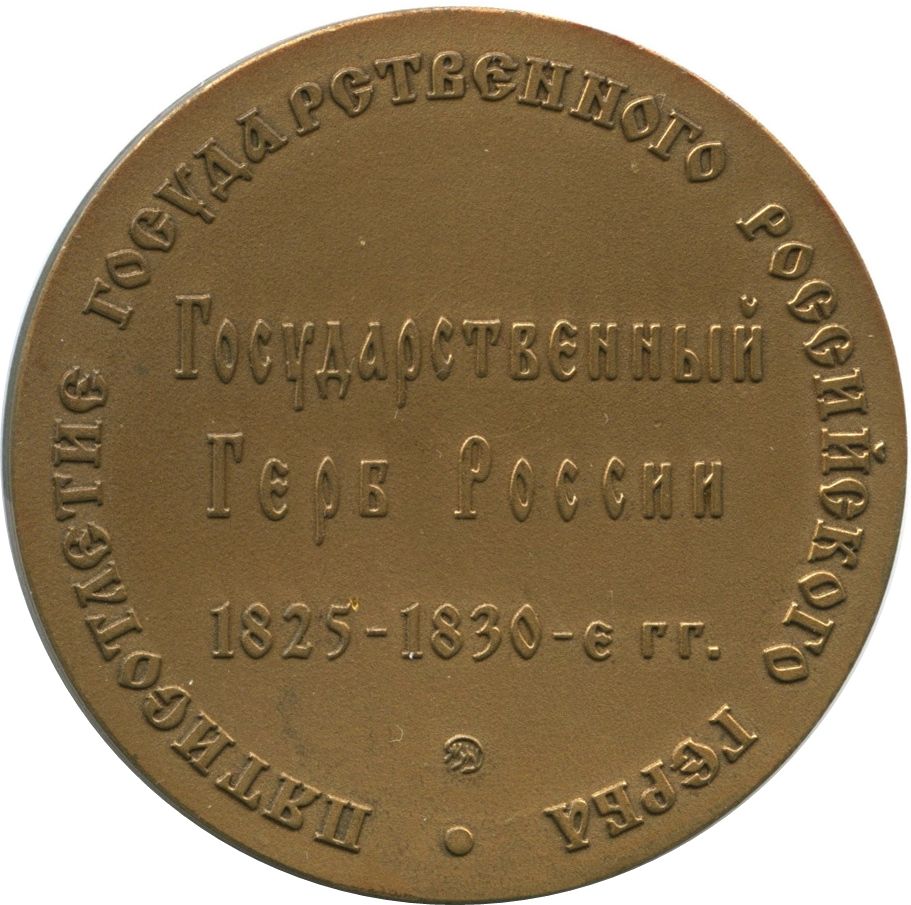 ПЯТИСОТЛЕТИЕ ГОСУДАРСТВЕННОГО РОССИЙСКОГО ГЕРБА
Государственный
Герб России
1825-1830-е гг.